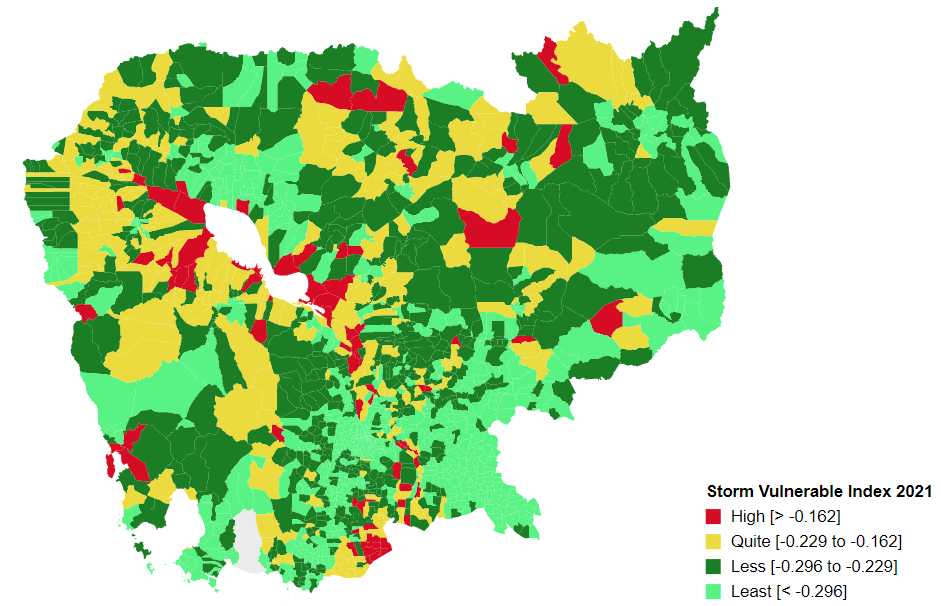 Storm Vulnerable Index 2021
High [> -0.162]
Quite [-0.229 to -0.162]
Less [-0.296 to -0.229]
Least [< -0.296]